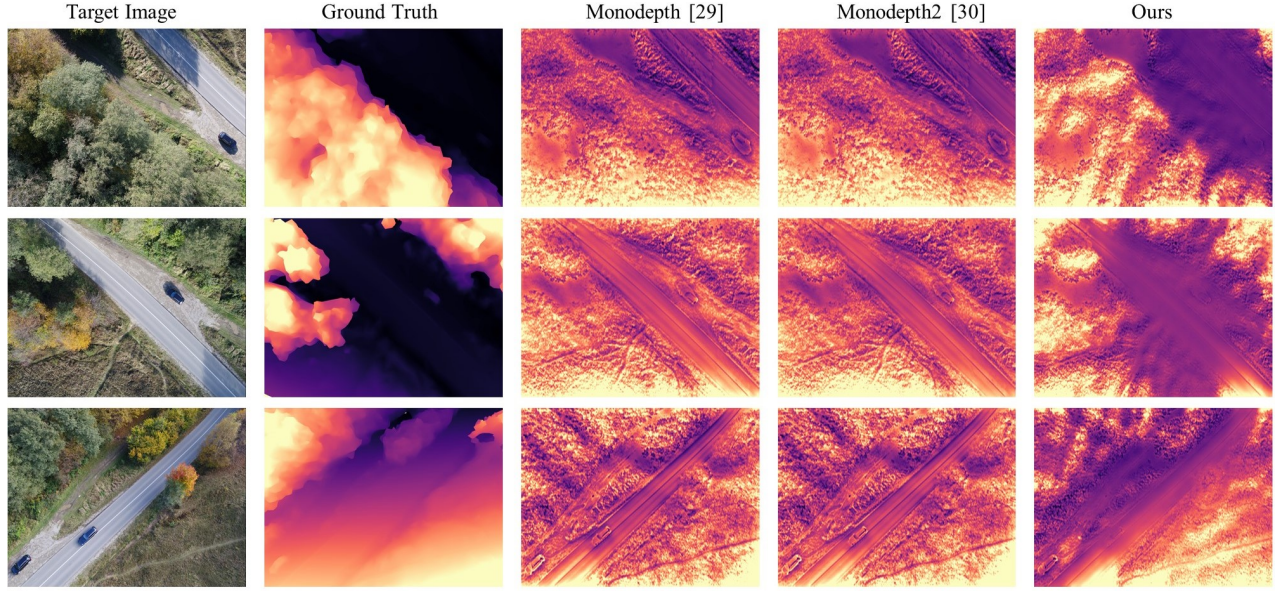 Target Image
Ground Truth
Monodepth [29]
Monodepth2 [30]
Ours